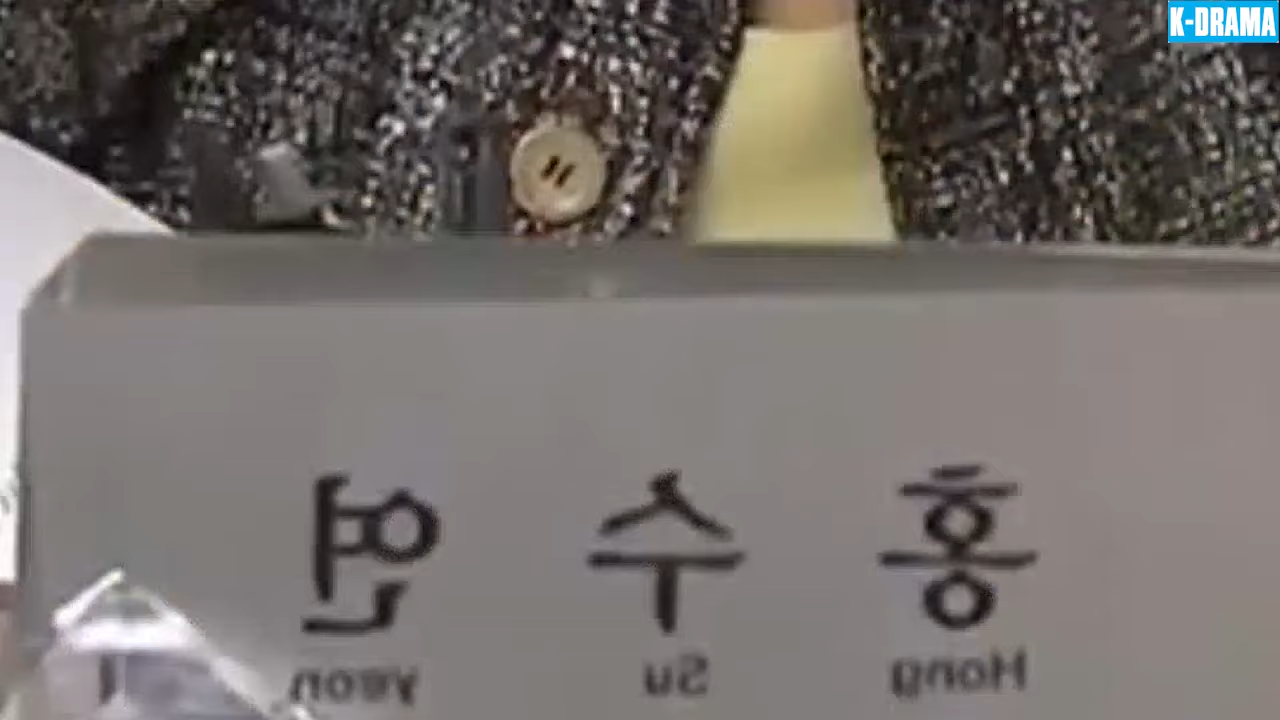 K-DRAMA
홍 수 연
Hong Su yeon